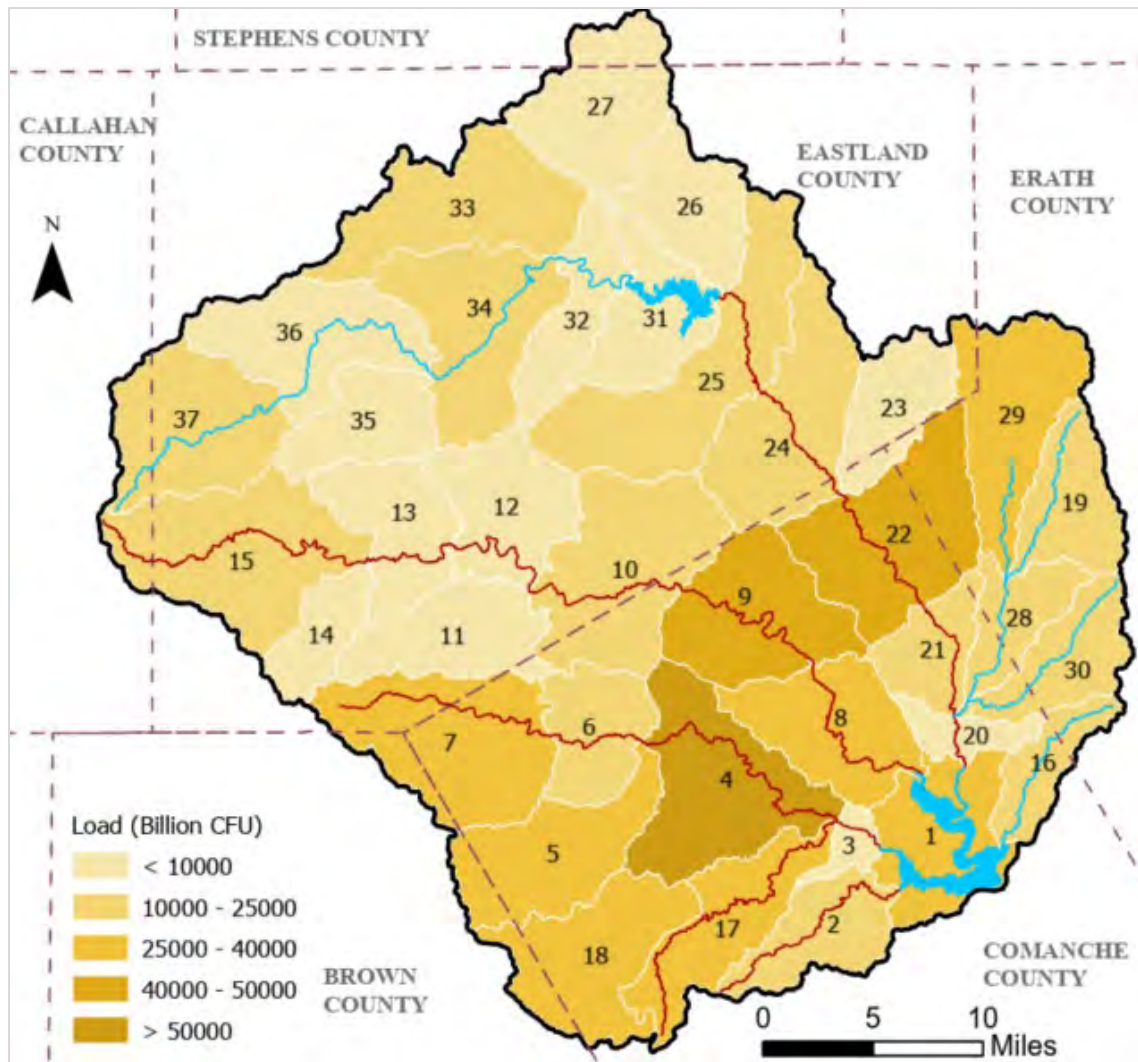 STEPHENS COUNTY
CALLAHAN
COUNTY
EASTLAND
COUNTY
ERATH
COUNTY
N
27
33
26
34
32
31
36
25
23
29
37
35
24
19
13
12
22
15
10
9
28
14
11
21
30
6
8
20
7
4
16
5
3
1
17
2
18
BROWN
COUNTY
COMANCHE
COUNTY
Load (Billion CFU)
< 10000
10000 - 25000
25000 - 40000
40000 - 50000
> 50000
0 5 10
Miles